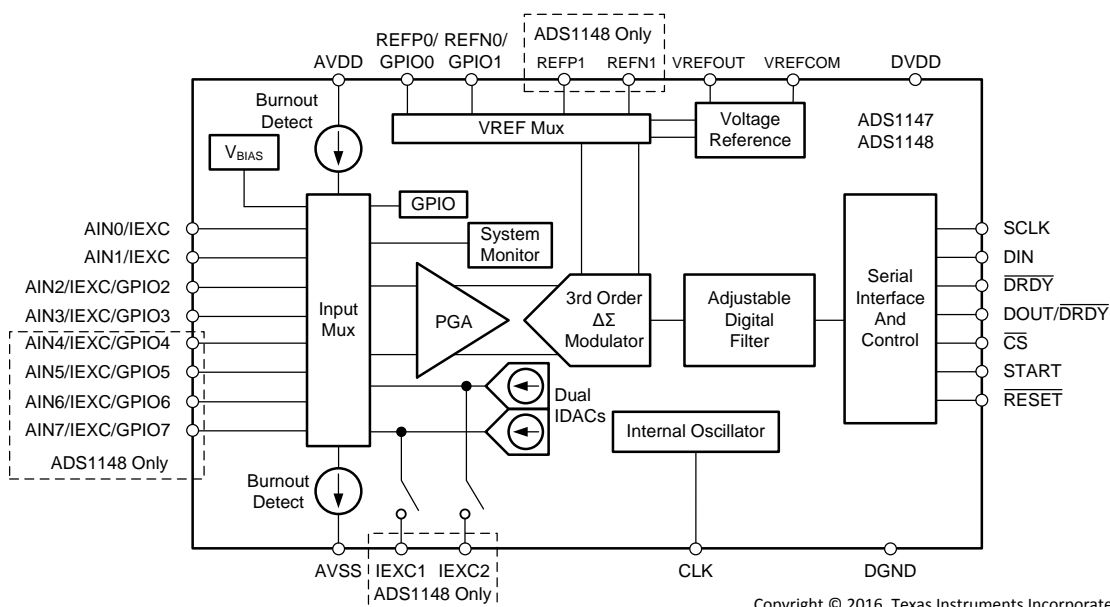 REFP0/ REFN0/ ADS1148 Only
AVDD GPIO0 GPIO1 REFP1 REFN1 VREFOUT VREFCOM DVDD
Burnout
Detect
VREF Mux
Voltage
Reference
ADS1147
ADS1148
VBIAS
GPIO
System
Monitor
AIN0/IEXC
AIN1/IEXC
AIN2/IEXC/GPIO2
AIN3/IEXC/GPIO3
AIN4/IEXC/GPIO4
AIN5/IEXC/GPIO5
AIN6/IEXC/GPIO6
AIN7/IEXC/GPIO7
ADS1148 Only
Input
Mux
PGA
3rd Order
ΔΣ
Modulator
Adjustable
Digital
Filter
Serial
Interface
And
Control
SCLK
DIN
DRDY
DOUT/DRDY
CS
START
RESET
Dual
IDACs
Internal Oscillator
Burnout
Detect
AVSS IEXC1 IEXC2 CLK DGND
ADS1148 Only
Copyright © 2016, Texas Instruments Incorporate